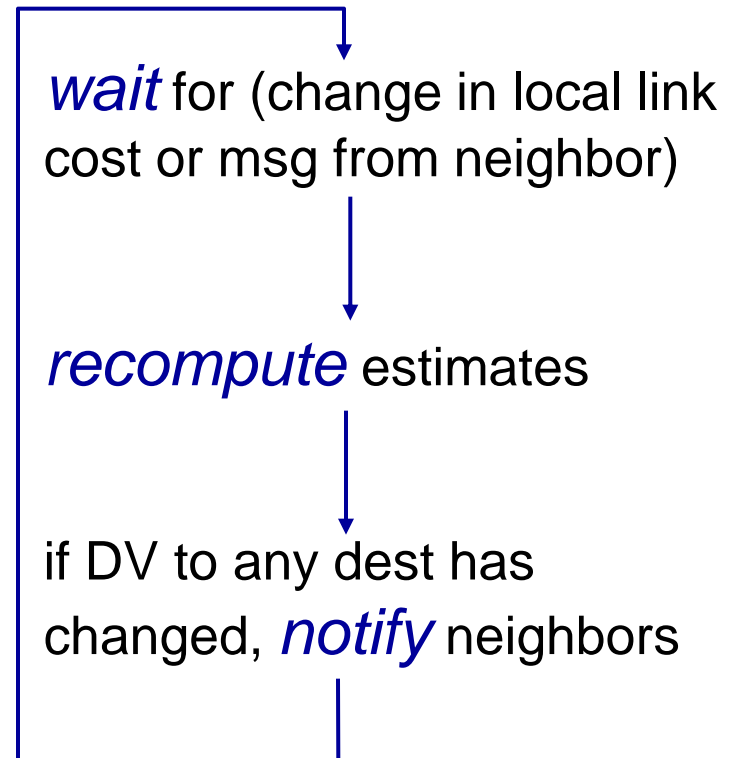 wait for (change in local link
cost or msg from neighbor)
recompute estimates
if DV to any dest has
changed, notify neighbors